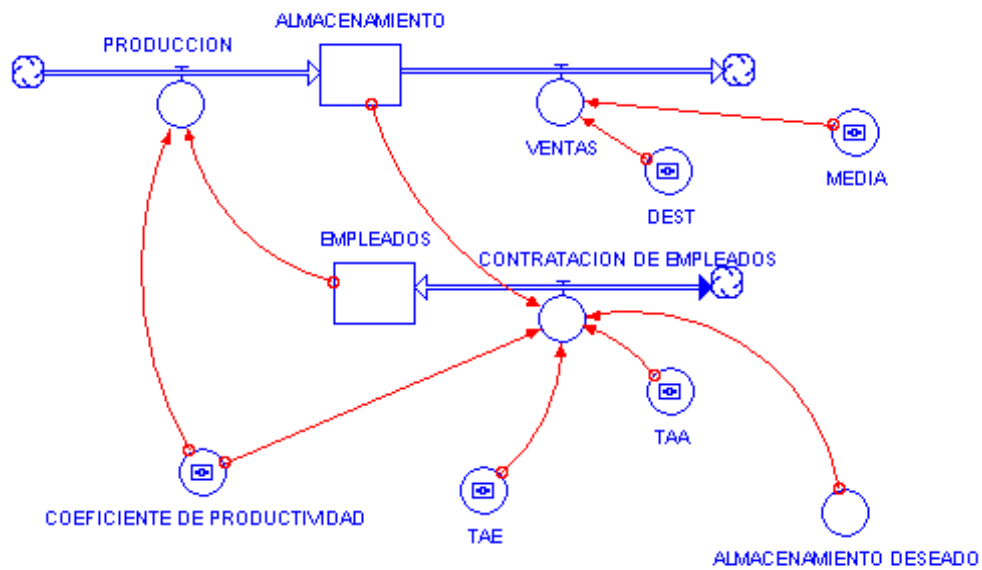 ALMACENAMIENTO
PRODUCCION
VENTAS
MEDIA
DEST
EMPLEADOS
CONTRATACION DE EMPLEADOS
TAA
COEFICIENTE DE PRODUCTIVIDAD
TAE
ALMACENAMIENTO DESEADO